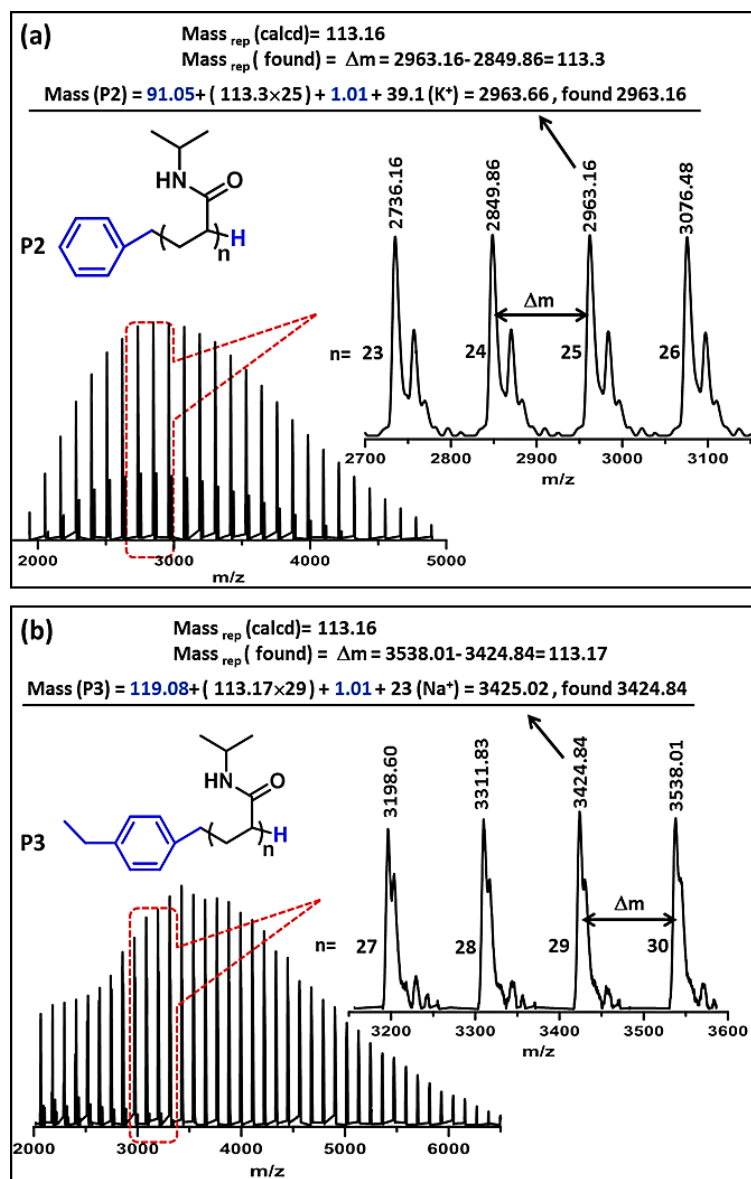 (a)
Mass rep (calcd)= 113.16
Mass rep ( found) = Δm = 2963.16- 2849.86= 113.3
Mass (P2) = 91.05+ ( 113.3×25) + 1.01 + 39.1 (K⁺) = 2963.66 , found 2963.16
HN
O
n
H
P2
2736.16
2849.86
2963.16
3076.48
Δm
n= 23
24
25
26
2700 2800 2900 3000 3100
m/z
2000 3000 4000 5000
m/z
(b)
Mass rep (calcd)= 113.16
Mass rep ( found) = Δm = 3538.01- 3424.84= 113.17
Mass (P3) = 119.08+ ( 113.17×29) + 1.01 + 23 (Na⁺) = 3425.02 , found 3424.84
HN
O
n
H
P3
3198.60
3311.83
3424.84
3538.01
Δm
n= 27
28
29
30
3200 3300 3400 3500 3600
m/z
2000 3000 4000 5000 6000
m/z